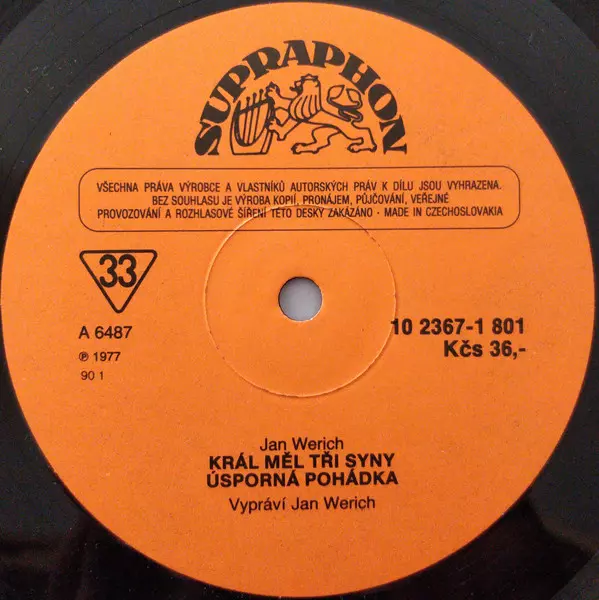 SUPRAPHON
VŠECHNA PRÁVA VÝROBCE A VLASTNÍKŮ AUTORSKÝCH PRÁV K DÍLU JSOU VYHRAZENA.
BEZ SOUHLASU JE VÝROBA KOPIÍ, PRONÁJEM, PŮJČOVÁNÍ, VEŘEJNÉ
PROVOZOVÁNÍ A ROZHLASOVÉ ŠÍŘENÍ TÉTO DESKY ZAKÁZÁNO · MADE IN CZECHOSLOVAKIA
33
A 6487
℗ 1977
90 1
10 2367-1 801
Kčs 36,-
Jan Werich
KRÁL MĚL TŘI SYNY
ÚSPORNÁ POHÁDKA
Vypráví Jan Werich